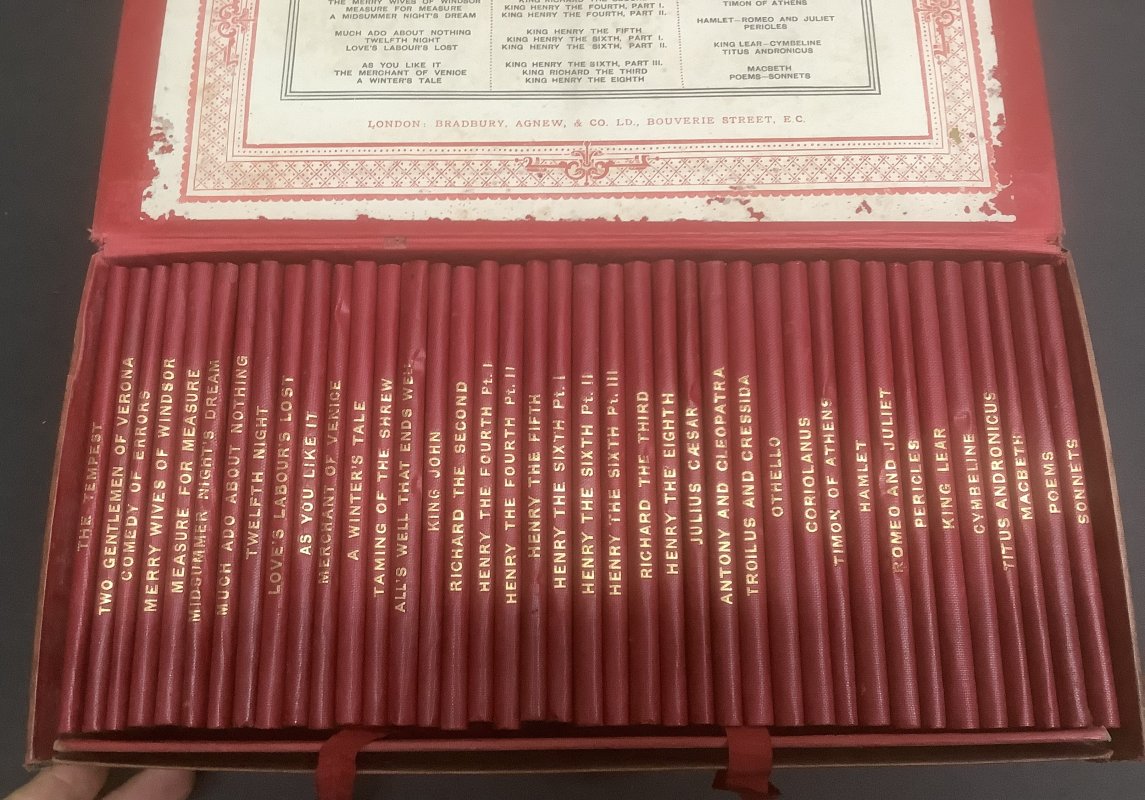 THE MERRY WIVES OF WINDSOR
MEASURE FOR MEASURE
A MIDSUMMER NIGHT'S DREAM
MUCH ADO ABOUT NOTHING
TWELFTH NIGHT
LOVE'S LABOUR'S LOST
AS YOU LIKE IT
THE MERCHANT OF VENICE
A WINTER'S TALE
KING HENRY THE FOURTH, PART I.
KING HENRY THE FOURTH, PART II.
KING HENRY THE FIFTH
KING HENRY THE SIXTH, PART I.
KING HENRY THE SIXTH, PART II.
KING HENRY THE SIXTH, PART III.
KING RICHARD THE THIRD
KING HENRY THE EIGHTH
TIMON OF ATHENS
HAMLET—ROMEO AND JULIET
PERICLES
KING LEAR—CYMBELINE
TITUS ANDRONICUS
MACBETH
POEMS—SONNETS
LONDON: BRADBURY, AGNEW, & CO. LD., BOUVERIE STREET, E.C.
THE TEMPEST
TWO GENTLEMEN OF VERONA
COMEDY OF ERRORS
MERRY WIVES OF WINDSOR
MEASURE FOR MEASURE
MIDSUMMER NIGHT'S DREAM
MUCH ADO ABOUT NOTHING
TWELFTH NIGHT
LOVE'S LABOUR'S LOST
AS YOU LIKE IT
MERCHANT OF VENICE
A WINTER'S TALE
TAMING OF THE SHREW
ALL'S WELL THAT ENDS WELL
KING JOHN
RICHARD THE SECOND
HENRY THE FOURTH Pt. I
HENRY THE FOURTH Pt. II
HENRY THE FIFTH
HENRY THE SIXTH Pt. I
HENRY THE SIXTH Pt. II
HENRY THE SIXTH Pt. III
RICHARD THE THIRD
HENRY THE EIGHTH
JULIUS CÆSAR
ANTONY AND CLEOPATRA
TROILUS AND CRESSIDA
OTHELLO
CORIOLANUS
TIMON OF ATHENS
HAMLET
ROMEO AND JULIET
PERICLES
KING LEAR
CYMBELINE
TITUS ANDRONICUS
MACBETH
POEMS
SONNETS